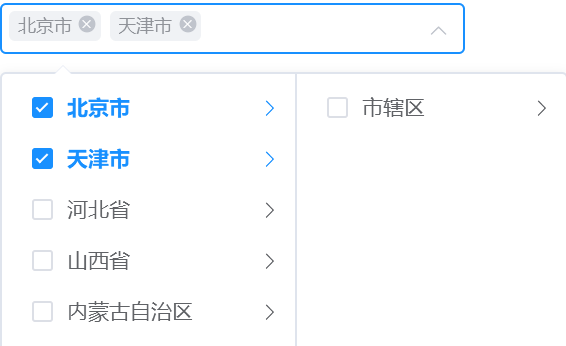 北京市 天津市
北京市
天津市
河北省
山西省
内蒙古自治区
市辖区